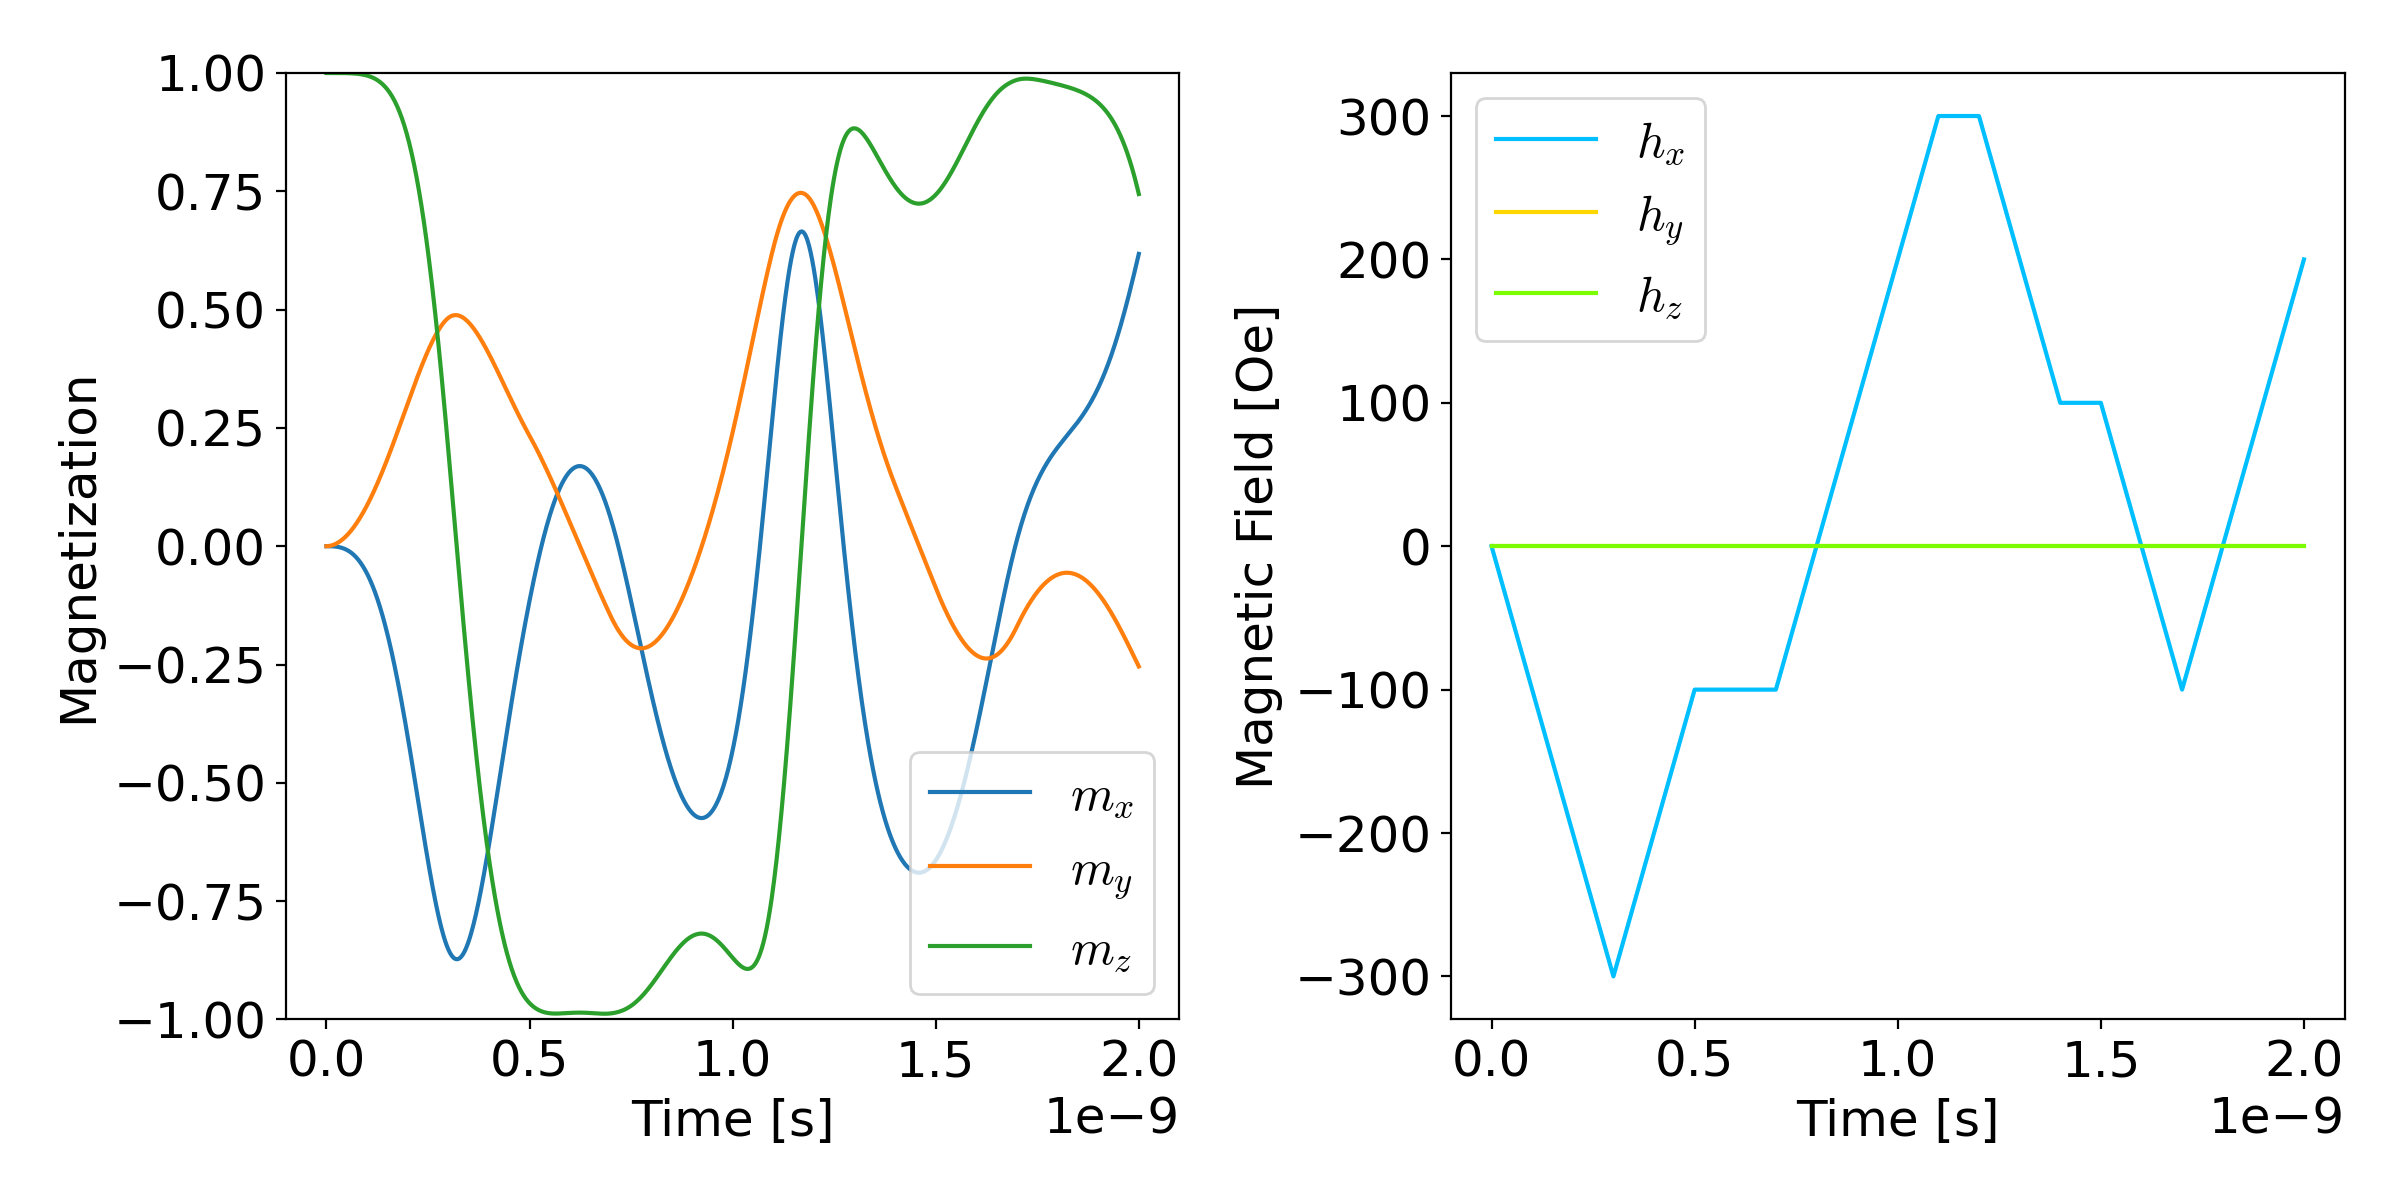 1.00
0.75
0.50
0.25
0.00
−0.25
−0.50
−0.75
−1.00
Magnetization
0.0 0.5 1.0 1.5 2.0
Time [s]
1e−9
m_x
m_y
m_z
300
200
100
0
−100
−200
−300
Magnetic Field [Oe]
0.0 0.5 1.0 1.5 2.0
Time [s]
1e−9
h_x
h_y
h_z